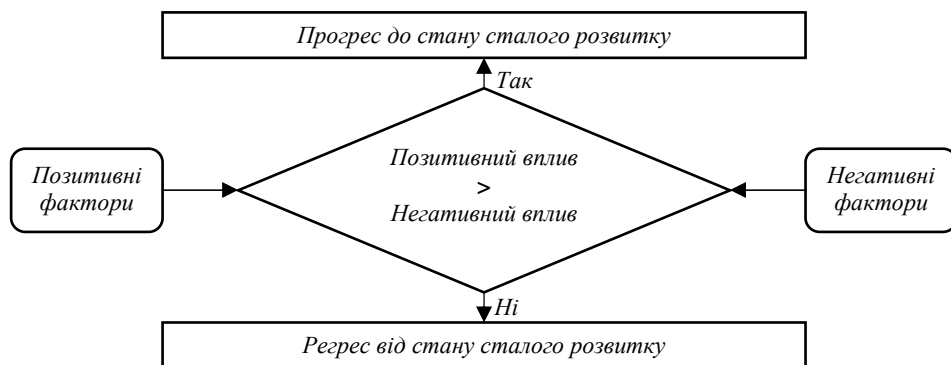 Прогрес до стану сталого розвитку
Так
Позитивні
фактори
Позитивний вплив
>
Негативний вплив
Негативні
фактори
Ні
Регрес від стану сталого розвитку